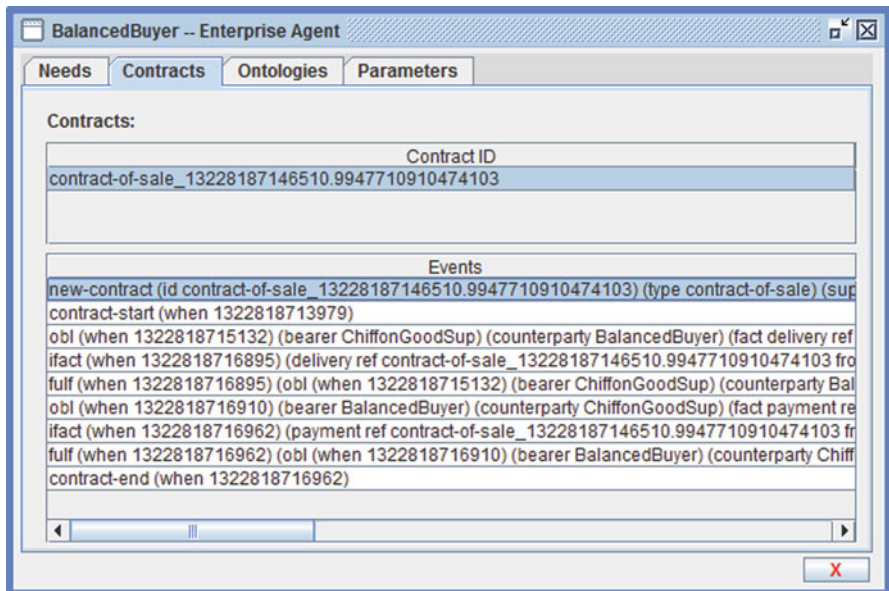 BalancedBuyer -- Enterprise Agent
Needs Contracts Ontologies Parameters
Contracts:
Contract ID
contract-of-sale_13228187146510.9947710910474103
Events
new-contract (id contract-of-sale_13228187146510.9947710910474103) (type contract-of-sale) (sup
contract-start (when 1322818713979)
obl (when 1322818715132) (bearer ChiffonGoodSup) (counterparty BalancedBuyer) (fact delivery ref
ifact (when 1322818716895) (delivery ref contract-of-sale_13228187146510.9947710910474103 fro
fulf (when 1322818716895) (obl (when 1322818715132) (bearer ChiffonGoodSup) (counterparty Bal
obl (when 1322818716910) (bearer BalancedBuyer) (counterparty ChiffonGoodSup) (fact payment re
ifact (when 1322818716962) (payment ref contract-of-sale_13228187146510.9947710910474103 fr
fulf (when 1322818716962) (obl (when 1322818716910) (bearer BalancedBuyer) (counterparty Chiff
contract-end (when 1322818716962)
X